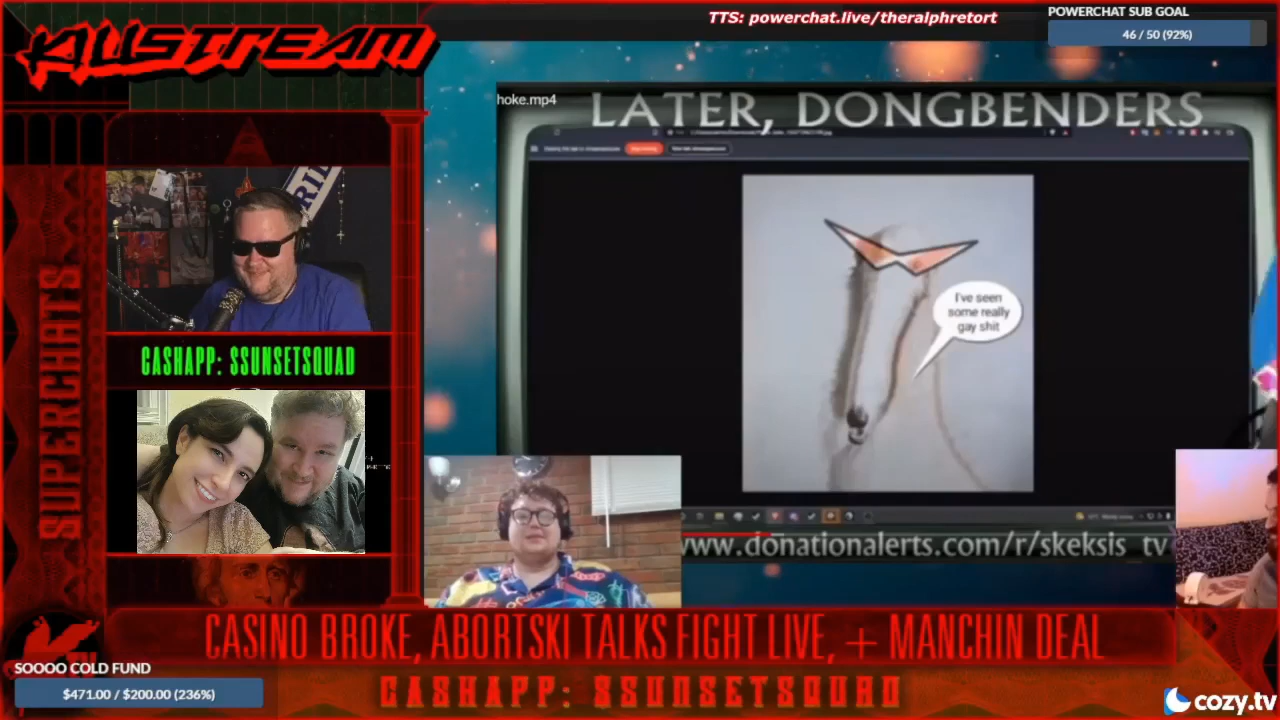 TTS: powerchat.live/theralphretort
POWERCHAT SUB GOAL
46 / 50 (92%)
KILLSTREAM
hoke.mp4
LATER, DONGBENDERS
I've seen
some really
gay shit
SUPERCHATS
CASHAPP: $SUNSETSQUAD
www.donationalerts.com/r/skeksis_tv
CASINO BROKE, ABORTSKI TALKS FIGHT LIVE, + MANCHIN DEAL
SOOOO COLD FUND
$471.00 / $200.00 (236%)
CASHAPP: $SUNSETSQUAD
cozy.tv